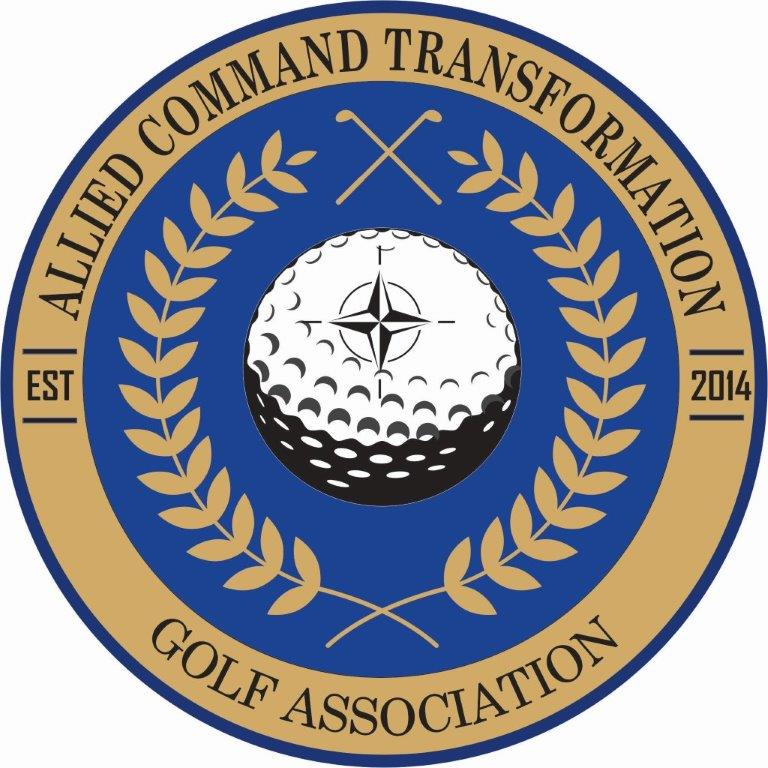 ALLIED COMMAND TRANSFORMATION
EST
2014
GOLF ASSOCIATION